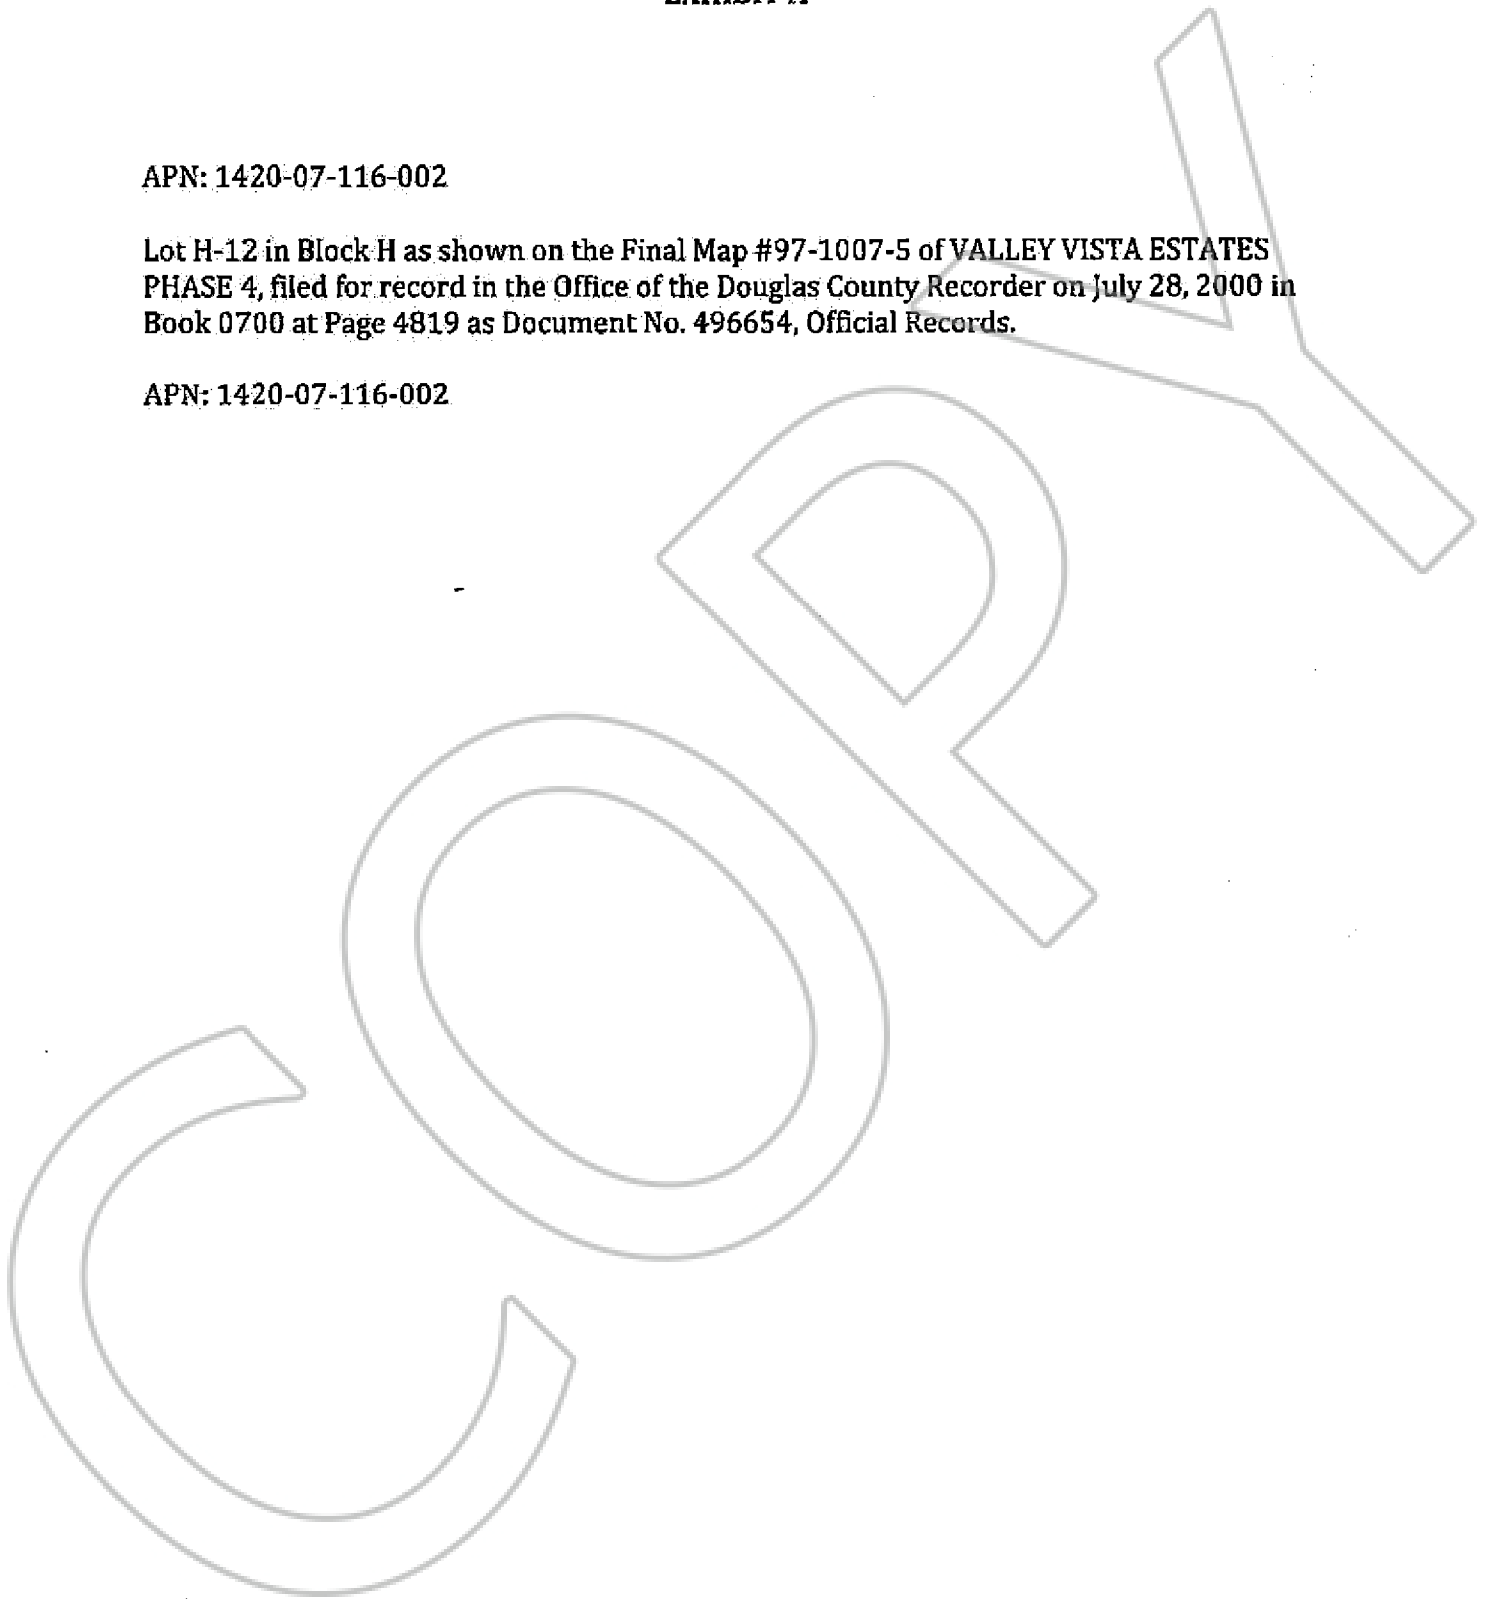 APN: 1420-07-116-002
Lot H-12 in Block H as shown on the Final Map #97-1007-5 of VALLEY VISTA ESTATES
PHASE 4, filed for record in the Office of the Douglas County Recorder on July 28, 2000 in
Book 0700 at Page 4819 as Document No. 496654, Official Records.
APN: 1420-07-116-002
COPY